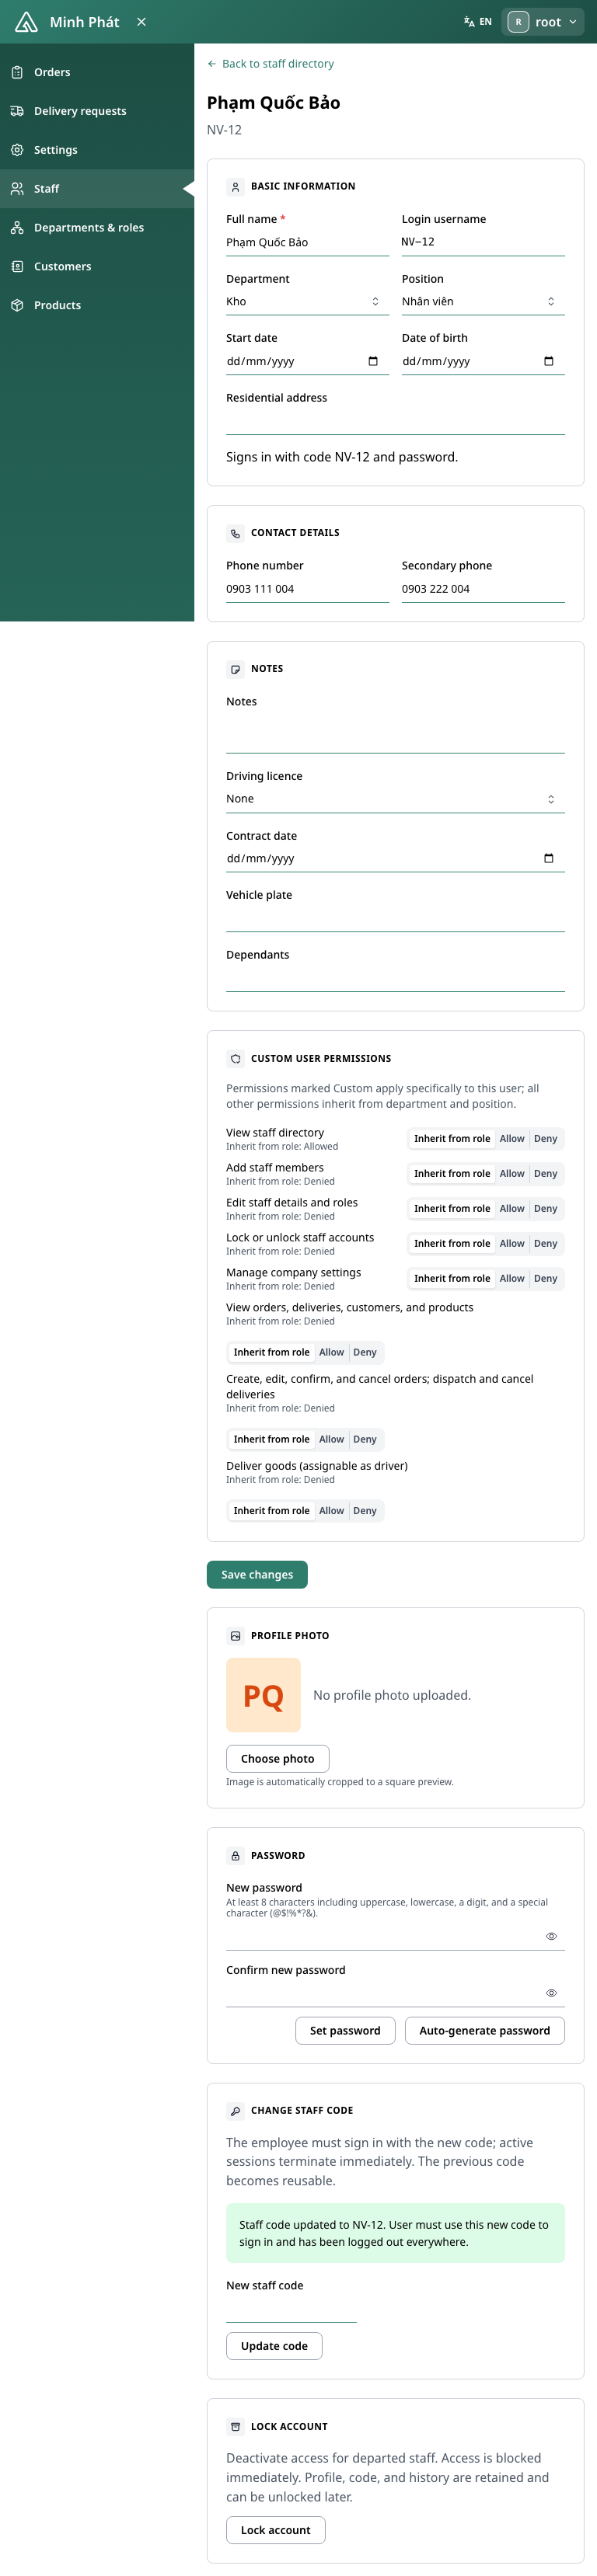 Minh Phát
EN
R
root
Orders
Delivery requests
Settings
Staff
Departments & roles
Customers
Products
Back to staff directory
Phạm Quốc Bảo
NV-12
BASIC INFORMATION
Full name *
Login username
Phạm Quốc Bảo
NV-12
Department
Position
Kho
Nhân viên
Start date
Date of birth
dd/mm/yyyy
dd/mm/yyyy
Residential address
Signs in with code NV-12 and password.
CONTACT DETAILS
Phone number
Secondary phone
0903 111 004
0903 222 004
NOTES
Notes
Driving licence
None
Contract date
dd/mm/yyyy
Vehicle plate
Dependants
CUSTOM USER PERMISSIONS
Permissions marked Custom apply specifically to this user; all
other permissions inherit from department and position.
View staff directory
Inherit from role: Allowed
Inherit from role Allow Deny
Add staff members
Inherit from role: Denied
Inherit from role Allow Deny
Edit staff details and roles
Inherit from role: Denied
Inherit from role Allow Deny
Lock or unlock staff accounts
Inherit from role: Denied
Inherit from role Allow Deny
Manage company settings
Inherit from role: Denied
Inherit from role Allow Deny
View orders, deliveries, customers, and products
Inherit from role: Denied
Inherit from role Allow Deny
Create, edit, confirm, and cancel orders; dispatch and cancel
deliveries
Inherit from role: Denied
Inherit from role Allow Deny
Deliver goods (assignable as driver)
Inherit from role: Denied
Inherit from role Allow Deny
Save changes
PROFILE PHOTO
PQ
No profile photo uploaded.
Choose photo
Image is automatically cropped to a square preview.
PASSWORD
New password
At least 8 characters including uppercase, lowercase, a digit, and a special
character (@$!%*?&).
Confirm new password
Set password
Auto-generate password
CHANGE STAFF CODE
The employee must sign in with the new code; active
sessions terminate immediately. The previous code
becomes reusable.
Staff code updated to NV-12. User must use this new code to
sign in and has been logged out everywhere.
New staff code
Update code
LOCK ACCOUNT
Deactivate access for departed staff. Access is blocked
immediately. Profile, code, and history are retained and
can be unlocked later.
Lock account